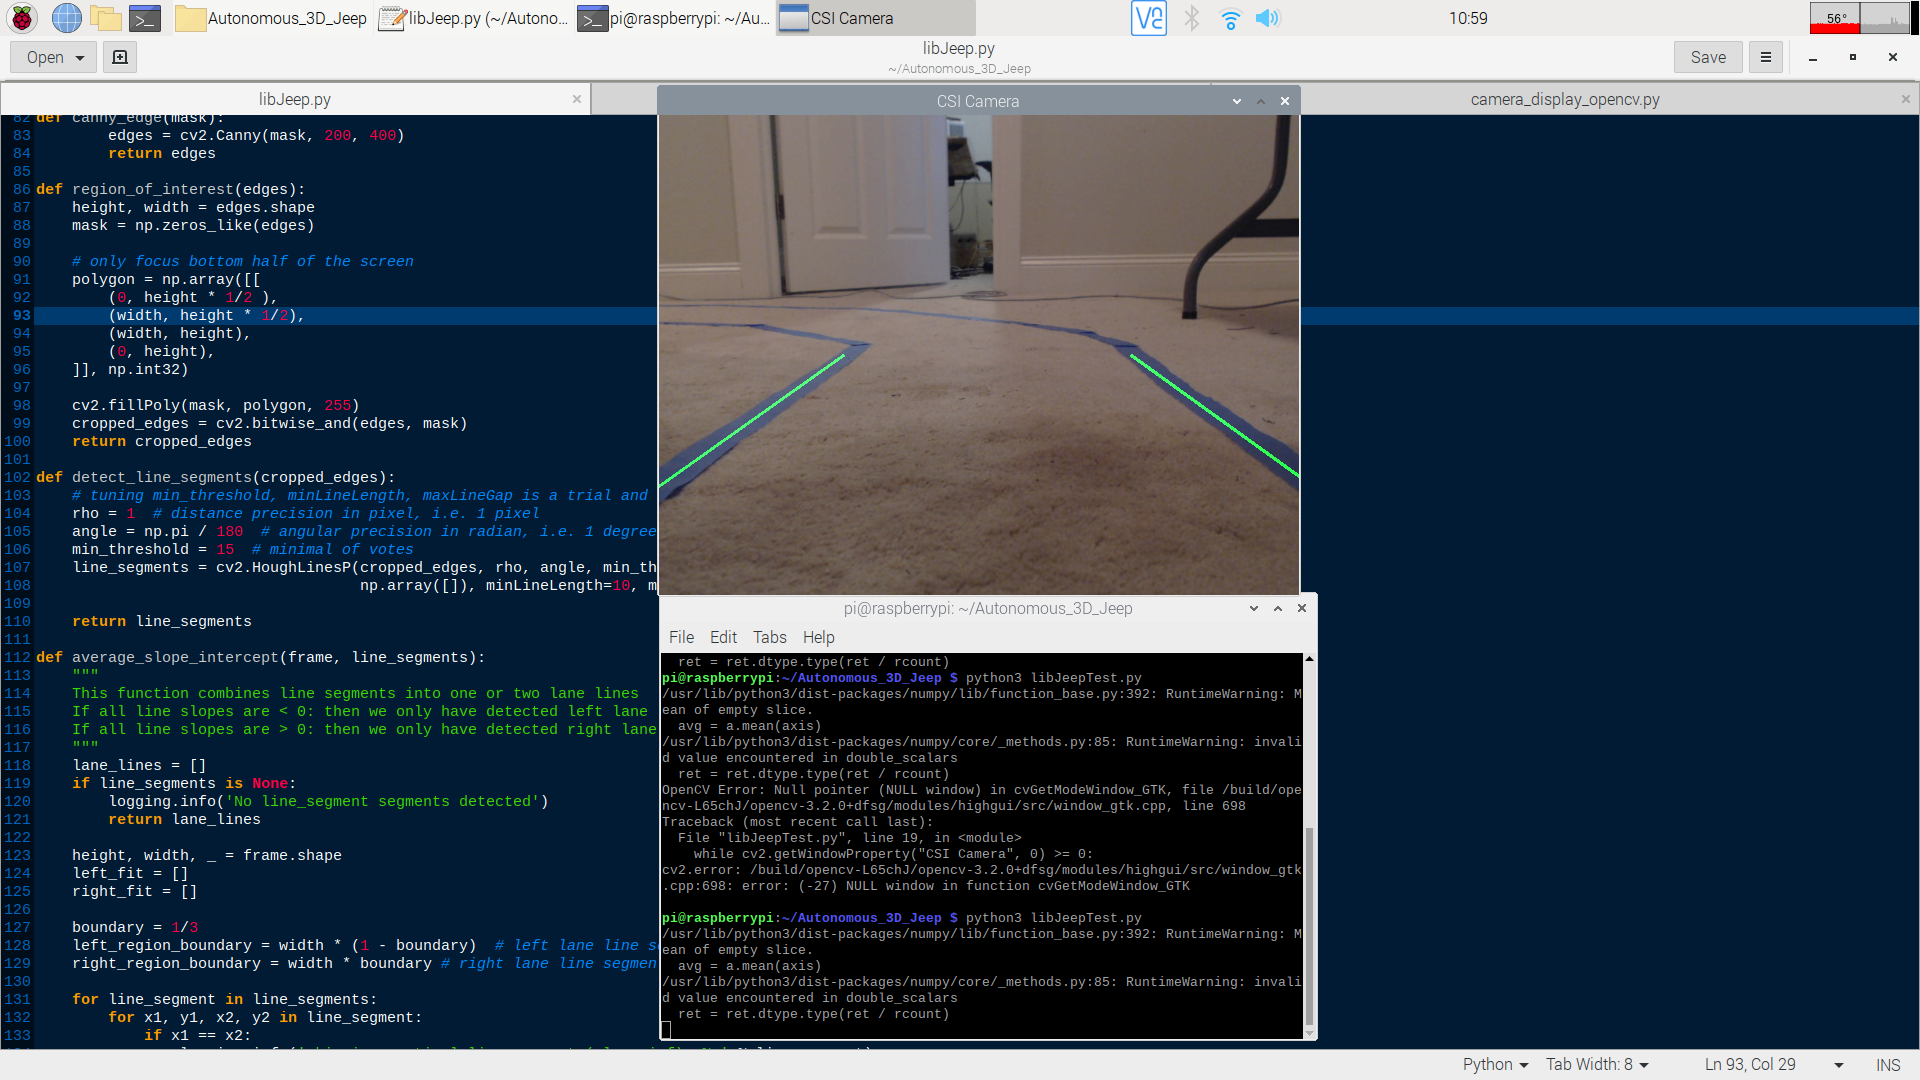 Autonomous_3D_Jeep
libJeep.py (~/Autono...
pi@raspberrypi: ~/Au...
CSI Camera
10:59
56°
Open
libJeep.py
~/Autonomous_3D_Jeep
Save
libJeep.py
camera_display_opencv.py
82 def canny_edge(mask):
83 edges = cv2.Canny(mask, 200, 400)
84 return edges
85
86 def region_of_interest(edges):
87 height, width = edges.shape
88 mask = np.zeros_like(edges)
89
90 # only focus bottom half of the screen
91 polygon = np.array([[
92 (0, height * 1/2 ),
93 (width, height * 1/2),
94 (width, height),
95 (0, height),
96 ]], np.int32)
97
98 cv2.fillPoly(mask, polygon, 255)
99 cropped_edges = cv2.bitwise_and(edges, mask)
100 return cropped_edges
101
102 def detect_line_segments(cropped_edges):
103 # tuning min_threshold, minLineLength, maxLineGap is a trial and
104 rho = 1 # distance precision in pixel, i.e. 1 pixel
105 angle = np.pi / 180 # angular precision in radian, i.e. 1 degree
106 min_threshold = 15 # minimal of votes
107 line_segments = cv2.HoughLinesP(cropped_edges, rho, angle, min_th
108 np.array([]), minLineLength=10, m
109
110 return line_segments
111
112 def average_slope_intercept(frame, line_segments):
113 """
114 This function combines line segments into one or two lane lines
115 If all line slopes are < 0: then we only have detected left lane
116 If all line slopes are > 0: then we only have detected right lane
117 """
118 lane_lines = []
119 if line_segments is None:
120 logging.info('No line_segment segments detected')
121 return lane_lines
122
123 height, width, _ = frame.shape
124 left_fit = []
125 right_fit = []
126
127 boundary = 1/3
128 left_region_boundary = width * (1 - boundary) # left lane line s
129 right_region_boundary = width * boundary # right lane line segmen
130
131 for line_segment in line_segments:
132 for x1, y1, x2, y2 in line_segment:
133 if x1 == x2:
CSI Camera
pi@raspberrypi: ~/Autonomous_3D_Jeep
File Edit Tabs Help
ret = ret.dtype.type(ret / rcount)
pi@raspberrypi:~/Autonomous_3D_Jeep $ python3 libJeepTest.py
/usr/lib/python3/dist-packages/numpy/lib/function_base.py:392: RuntimeWarning: M
ean of empty slice.
avg = a.mean(axis)
/usr/lib/python3/dist-packages/numpy/core/_methods.py:85: RuntimeWarning: invali
d value encountered in double_scalars
ret = ret.dtype.type(ret / rcount)
OpenCV Error: Null pointer (NULL window) in cvGetModeWindow_GTK, file /build/ope
ncv-L65chJ/opencv-3.2.0+dfsg/modules/highgui/src/window_gtk.cpp, line 698
Traceback (most recent call last):
File "libJeepTest.py", line 19, in <module>
while cv2.getWindowProperty("CSI Camera", 0) >= 0:
cv2.error: /build/opencv-L65chJ/opencv-3.2.0+dfsg/modules/highgui/src/window_gtk
.cpp:698: error: (-27) NULL window in function cvGetModeWindow_GTK
pi@raspberrypi:~/Autonomous_3D_Jeep $ python3 libJeepTest.py
/usr/lib/python3/dist-packages/numpy/lib/function_base.py:392: RuntimeWarning: M
ean of empty slice.
avg = a.mean(axis)
/usr/lib/python3/dist-packages/numpy/core/_methods.py:85: RuntimeWarning: invali
d value encountered in double_scalars
ret = ret.dtype.type(ret / rcount)
Python
Tab Width: 8
Ln 93, Col 29
INS